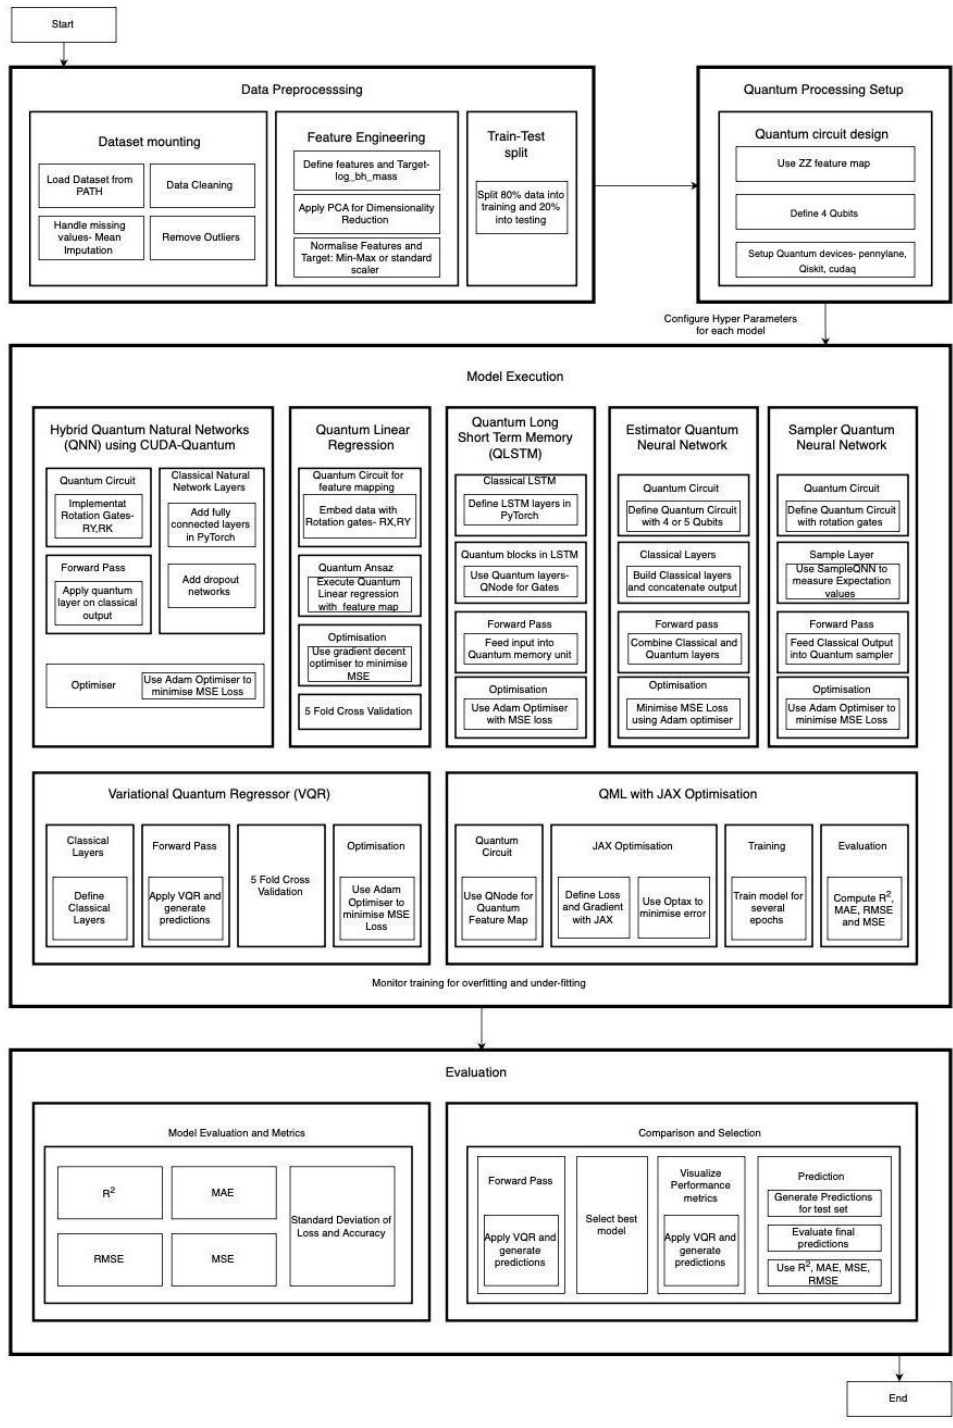 Start
Data Preprocesssing
Dataset mounting
Load Dataset from
PATH
Data Cleaning
Handle missing
values- Mean
Imputation
Remove Outliers
Feature Engineering
Define features and Target-
log_bh_mass
Apply PCA for Dimensionality
Reduction
Normalise Features and
Target: Min-Max or standard
scaler
Train-Test
split
Split 80% data into
training and 20%
into testing
Quantum Processing Setup
Quantum circuit design
Use ZZ feature map
Define 4 Qubits
Setup Quantum devices- pennylane,
Qiskit, cudaq
Configure Hyper Parameters
for each model
Model Execution
Hybrid Quantum Natural Networks
(QNN) using CUDA-Quantum
Quantum Circuit
Implementat
Rotation Gates-
RY,RK
Forward Pass
Apply quantum
layer on classical
output
Classical Natural
Network Layers
Add fully
connected layers
in PyTorch
Add dropout
networks
Optimiser
Use Adam Optimiser to
minimise MSE Loss
Quantum Linear
Regression
Quantum Circuit for
feature mapping
Embed data with
Rotation gates- RX,RY
Quantum Ansaz
Execute Quantum
Linear regression
with feature map
Optimisation
Use gradient decent
optimiser to minimise
MSE
5 Fold Cross Validation
Quantum Long
Short Term Memory
(QLSTM)
Classical LSTM
Define LSTM layers in
PyTorch
Quantum blocks in LSTM
Use Quantum layers-
QNode for Gates
Forward Pass
Feed input into
Quantum memory unit
Optimisation
Use Adam Optimiser
with MSE loss
Estimator Quantum
Neural Network
Quantum Circuit
Define Quantum Circuit
with 4 or 5 Qubits
Classical Layers
Build Classical layers
and concatenate output
Forward pass
Combine Classical and
Quantum layers
Optimisation
Minimise MSE Loss
using Adam optimiser
Sampler Quantum
Neural Network
Quantum Circuit
Define Quantum Circuit
with rotation gates
Sample Layer
Use SampleQNN to
measure Expectation
values
Forward Pass
Feed Classical Output
into Quantum sampler
Optimisation
Use Adam Optimiser to
minimise MSE Loss
Variational Quantum Regressor (VQR)
Classical
Layers
Define
Classical
Layers
Forward Pass
Apply VQR and
generate
predictions
5 Fold Cross
Validation
Optimisation
Use Adam
Optimiser to
minimise MSE
Loss
QML with JAX Optimisation
Quantum
Circuit
Use QNode for
Quantum
Feature Map
JAX Optimisation
Define Loss
and Gradient
with JAX
Use Optax to
minimise error
Training
Train model for
several
epochs
Evaluation
Compute R²,
MAE, RMSE
and MSE
Monitor training for overfitting and under-fitting
Evaluation
Model Evaluation and Metrics
R²
MAE
RMSE
MSE
Standard Deviation of
Loss and Accuracy
Comparison and Selection
Forward Pass
Apply VQR and
generate
predictions
Select best
model
Visualize
Performance
metrics
Apply VQR and
generate
predictions
Prediction
Generate Predictions
for test set
Evaluate final
predictions
Use R², MAE, MSE,
RMSE
End